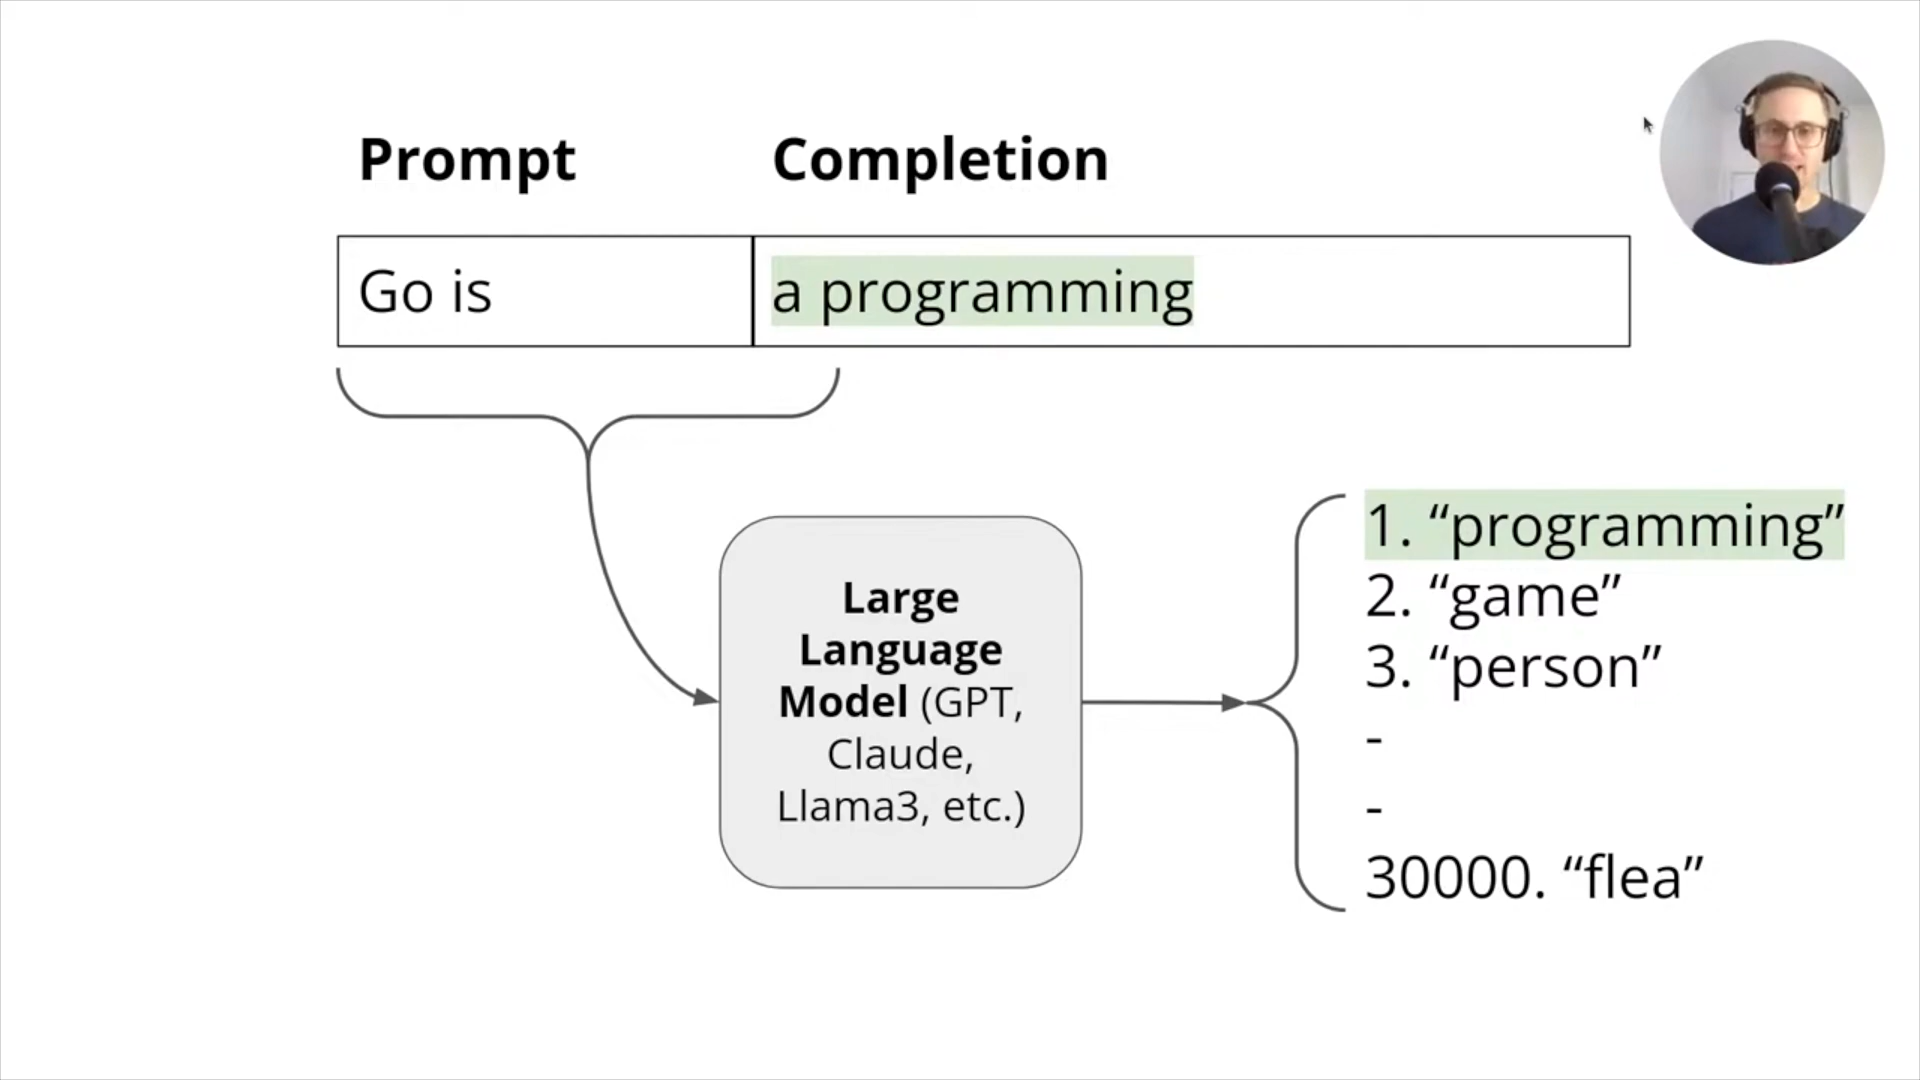 Prompt
Completion
Go is
a programming
Large
Language
Model (GPT,
Claude,
Llama3, etc.)
1. “programming”
2. “game”
3. “person”
-
-
30000. “flea”